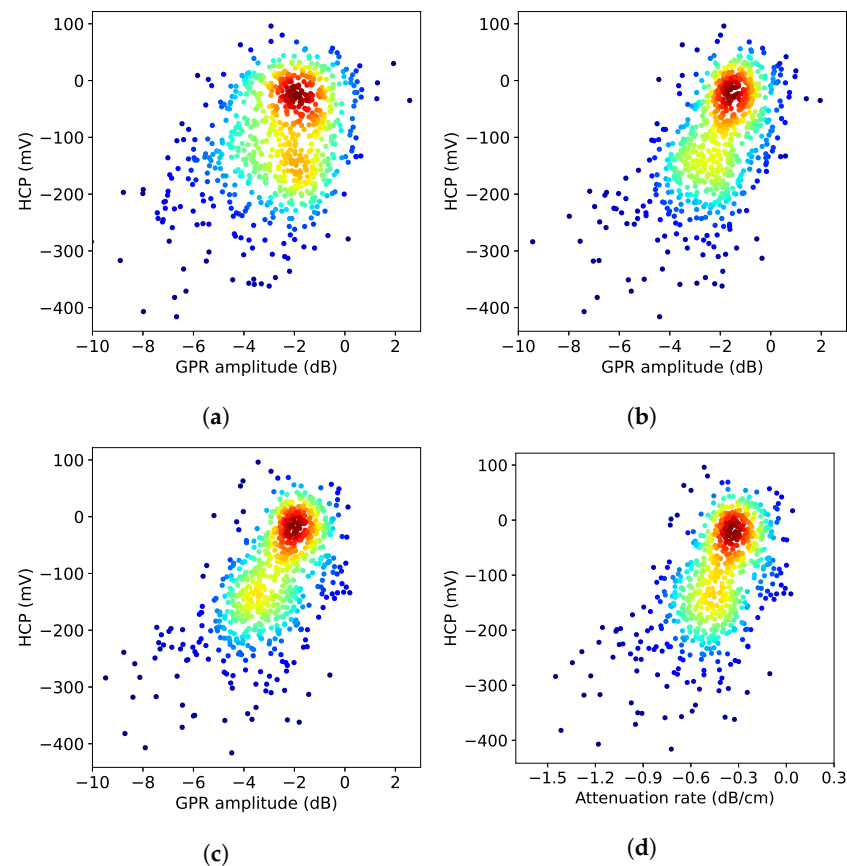 100
0
−100
−200
−300
−400
HCP (mV)
−10 −8 −6 −4 −2 0 2
GPR amplitude (dB)
(a)
100
0
−100
−200
−300
−400
HCP (mV)
−10 −8 −6 −4 −2 0 2
GPR amplitude (dB)
(b)
100
0
−100
−200
−300
−400
HCP (mV)
−10 −8 −6 −4 −2 0 2
GPR amplitude (dB)
(c)
100
0
−100
−200
−300
−400
HCP (mV)
−1.5 −1.2 −0.9 −0.6 −0.3 0.0 0.3
Attenuation rate (dB/cm)
(d)